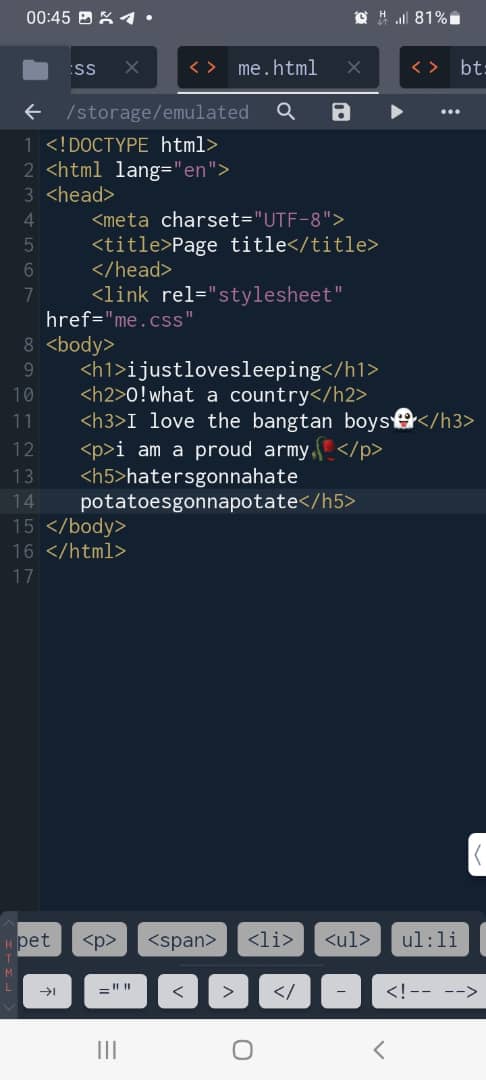 00:45 81%
css me.html bt
/storage/emulated
1 <!DOCTYPE html>
2 <html lang="en">
3 <head>
4 <meta charset="UTF-8">
5 <title>Page title</title>
6 </head>
7 <link rel="stylesheet"
href="me.css"
8 <body>
9 <h1>ijustlovesleeping</h1>
10 <h2>O!what a country</h2>
11 <h3>I love the bangtan boys👻</h3>
12 <p>i am a proud army🥀</p>
13 <h5>hatersgonnahate
14 potatoesgonnapotate</h5>
15 </body>
16 </html>
17
pet <p> <span> <li> <ul> ul:li
HTML
="" < > </ - <!-- -->